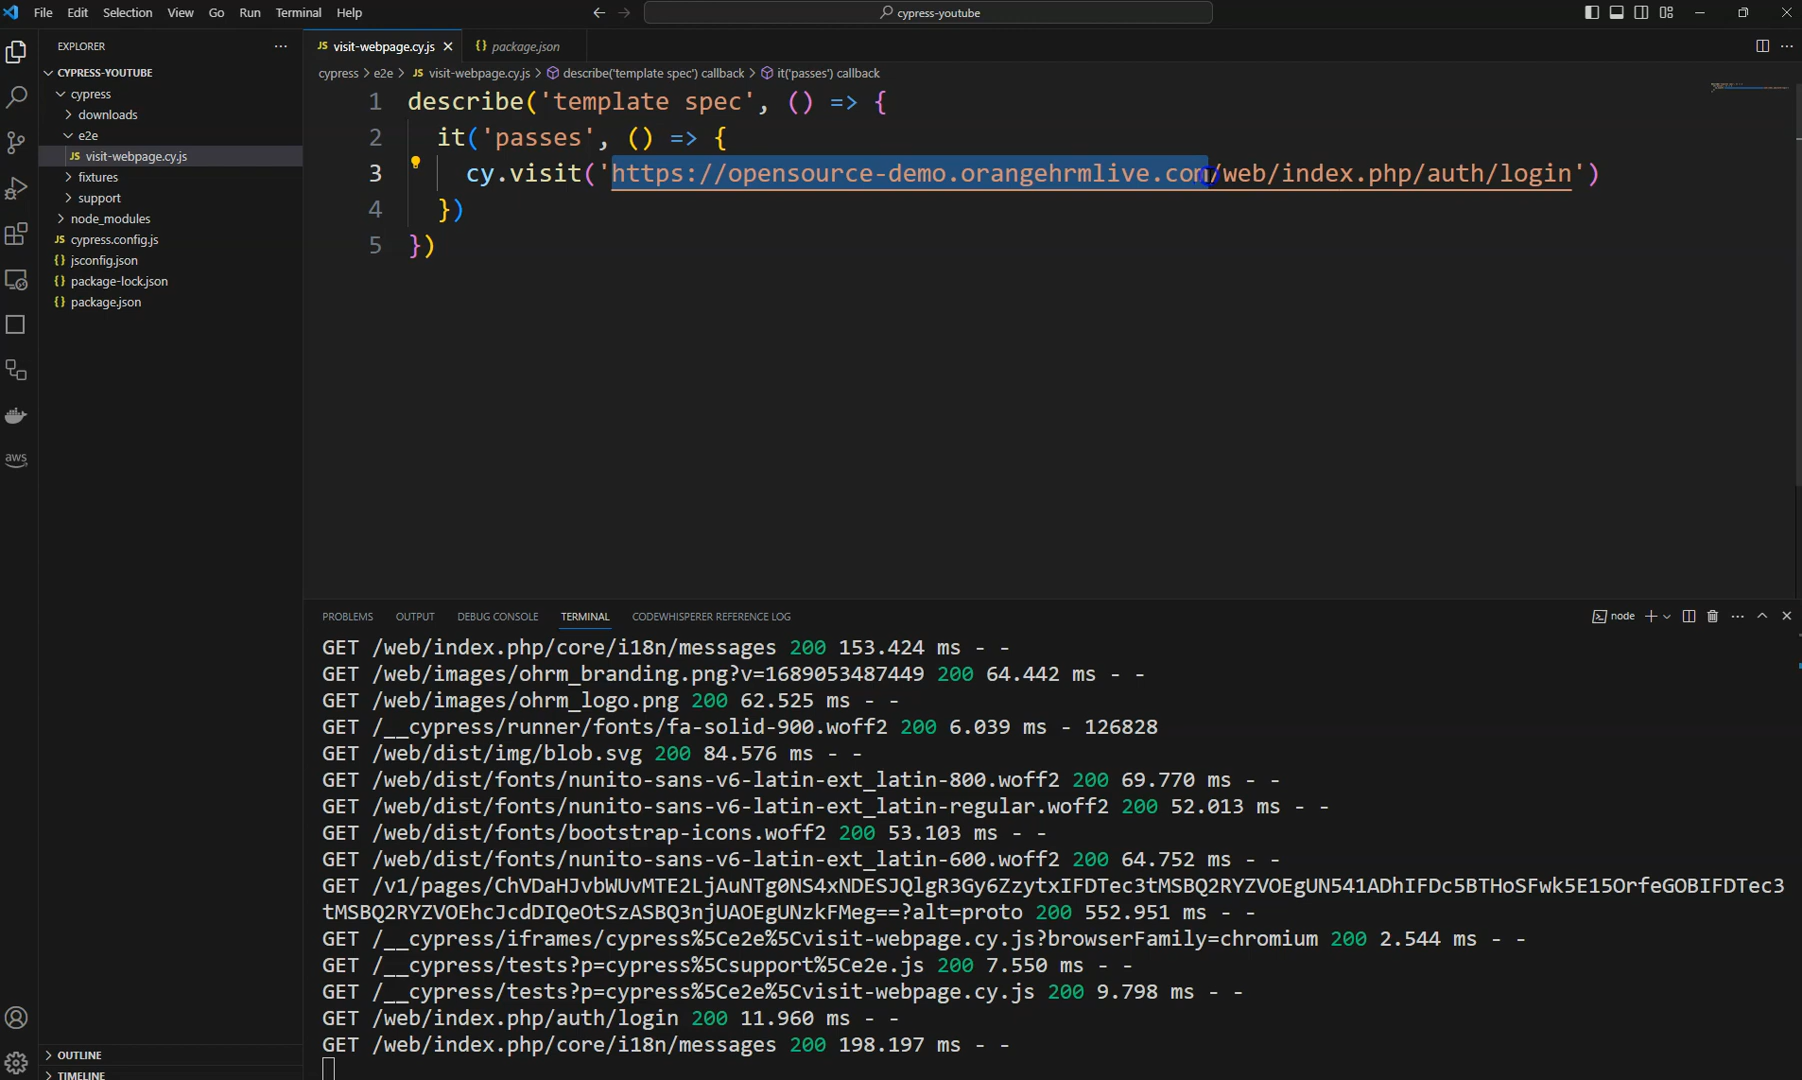 File Edit Selection View Go Run Terminal Help
cypress-youtube
EXPLORER
CYPRESS-YOUTUBE
cypress
downloads
e2e
JS visit-webpage.cy.js
fixtures
support
node_modules
JS cypress.config.js
{} jsconfig.json
{} package-lock.json
{} package.json
OUTLINE
TIMELINE
aws
JS visit-webpage.cy.js
{} package.json
cypress > e2e > JS visit-webpage.cy.js > describe('template spec') callback > it('passes') callback
1 describe('template spec', () => {
2 it('passes', () => {
3 cy.visit('https://opensource-demo.orangehrmlive.com/web/index.php/auth/login')
4 })
5 })
PROBLEMS OUTPUT DEBUG CONSOLE TERMINAL CODEWHISPERER REFERENCE LOG
node
GET /web/index.php/core/i18n/messages 200 153.424 ms - -
GET /web/images/ohrm_branding.png?v=1689053487449 200 64.442 ms - -
GET /web/images/ohrm_logo.png 200 62.525 ms - -
GET /__cypress/runner/fonts/fa-solid-900.woff2 200 6.039 ms - 126828
GET /web/dist/img/blob.svg 200 84.576 ms - -
GET /web/dist/fonts/nunito-sans-v6-latin-ext_latin-800.woff2 200 69.770 ms - -
GET /web/dist/fonts/nunito-sans-v6-latin-ext_latin-regular.woff2 200 52.013 ms - -
GET /web/dist/fonts/bootstrap-icons.woff2 200 53.103 ms - -
GET /web/dist/fonts/nunito-sans-v6-latin-ext_latin-600.woff2 200 64.752 ms - -
GET /v1/pages/ChVDaHJvbWUvMTE2LjAuNTg0NS4xNDESJQlgR3Gy6ZzytxIFDTec3tMSBQ2RYZVOEgUN541ADhIFDc5BTHoSFwk5E15OrfeGOBIFDTec3
tMSBQ2RYZVOEhcJcdDIQeOtSzASBQ3njUAOEgUNzkFMeg==?alt=proto 200 552.951 ms - -
GET /__cypress/iframes/cypress%5Ce2e%5Cvisit-webpage.cy.js?browserFamily=chromium 200 2.544 ms - -
GET /__cypress/tests?p=cypress%5Csupport%5Ce2e.js 200 7.550 ms - -
GET /__cypress/tests?p=cypress%5Ce2e%5Cvisit-webpage.cy.js 200 9.798 ms - -
GET /web/index.php/auth/login 200 11.960 ms - -
GET /web/index.php/core/i18n/messages 200 198.197 ms - -